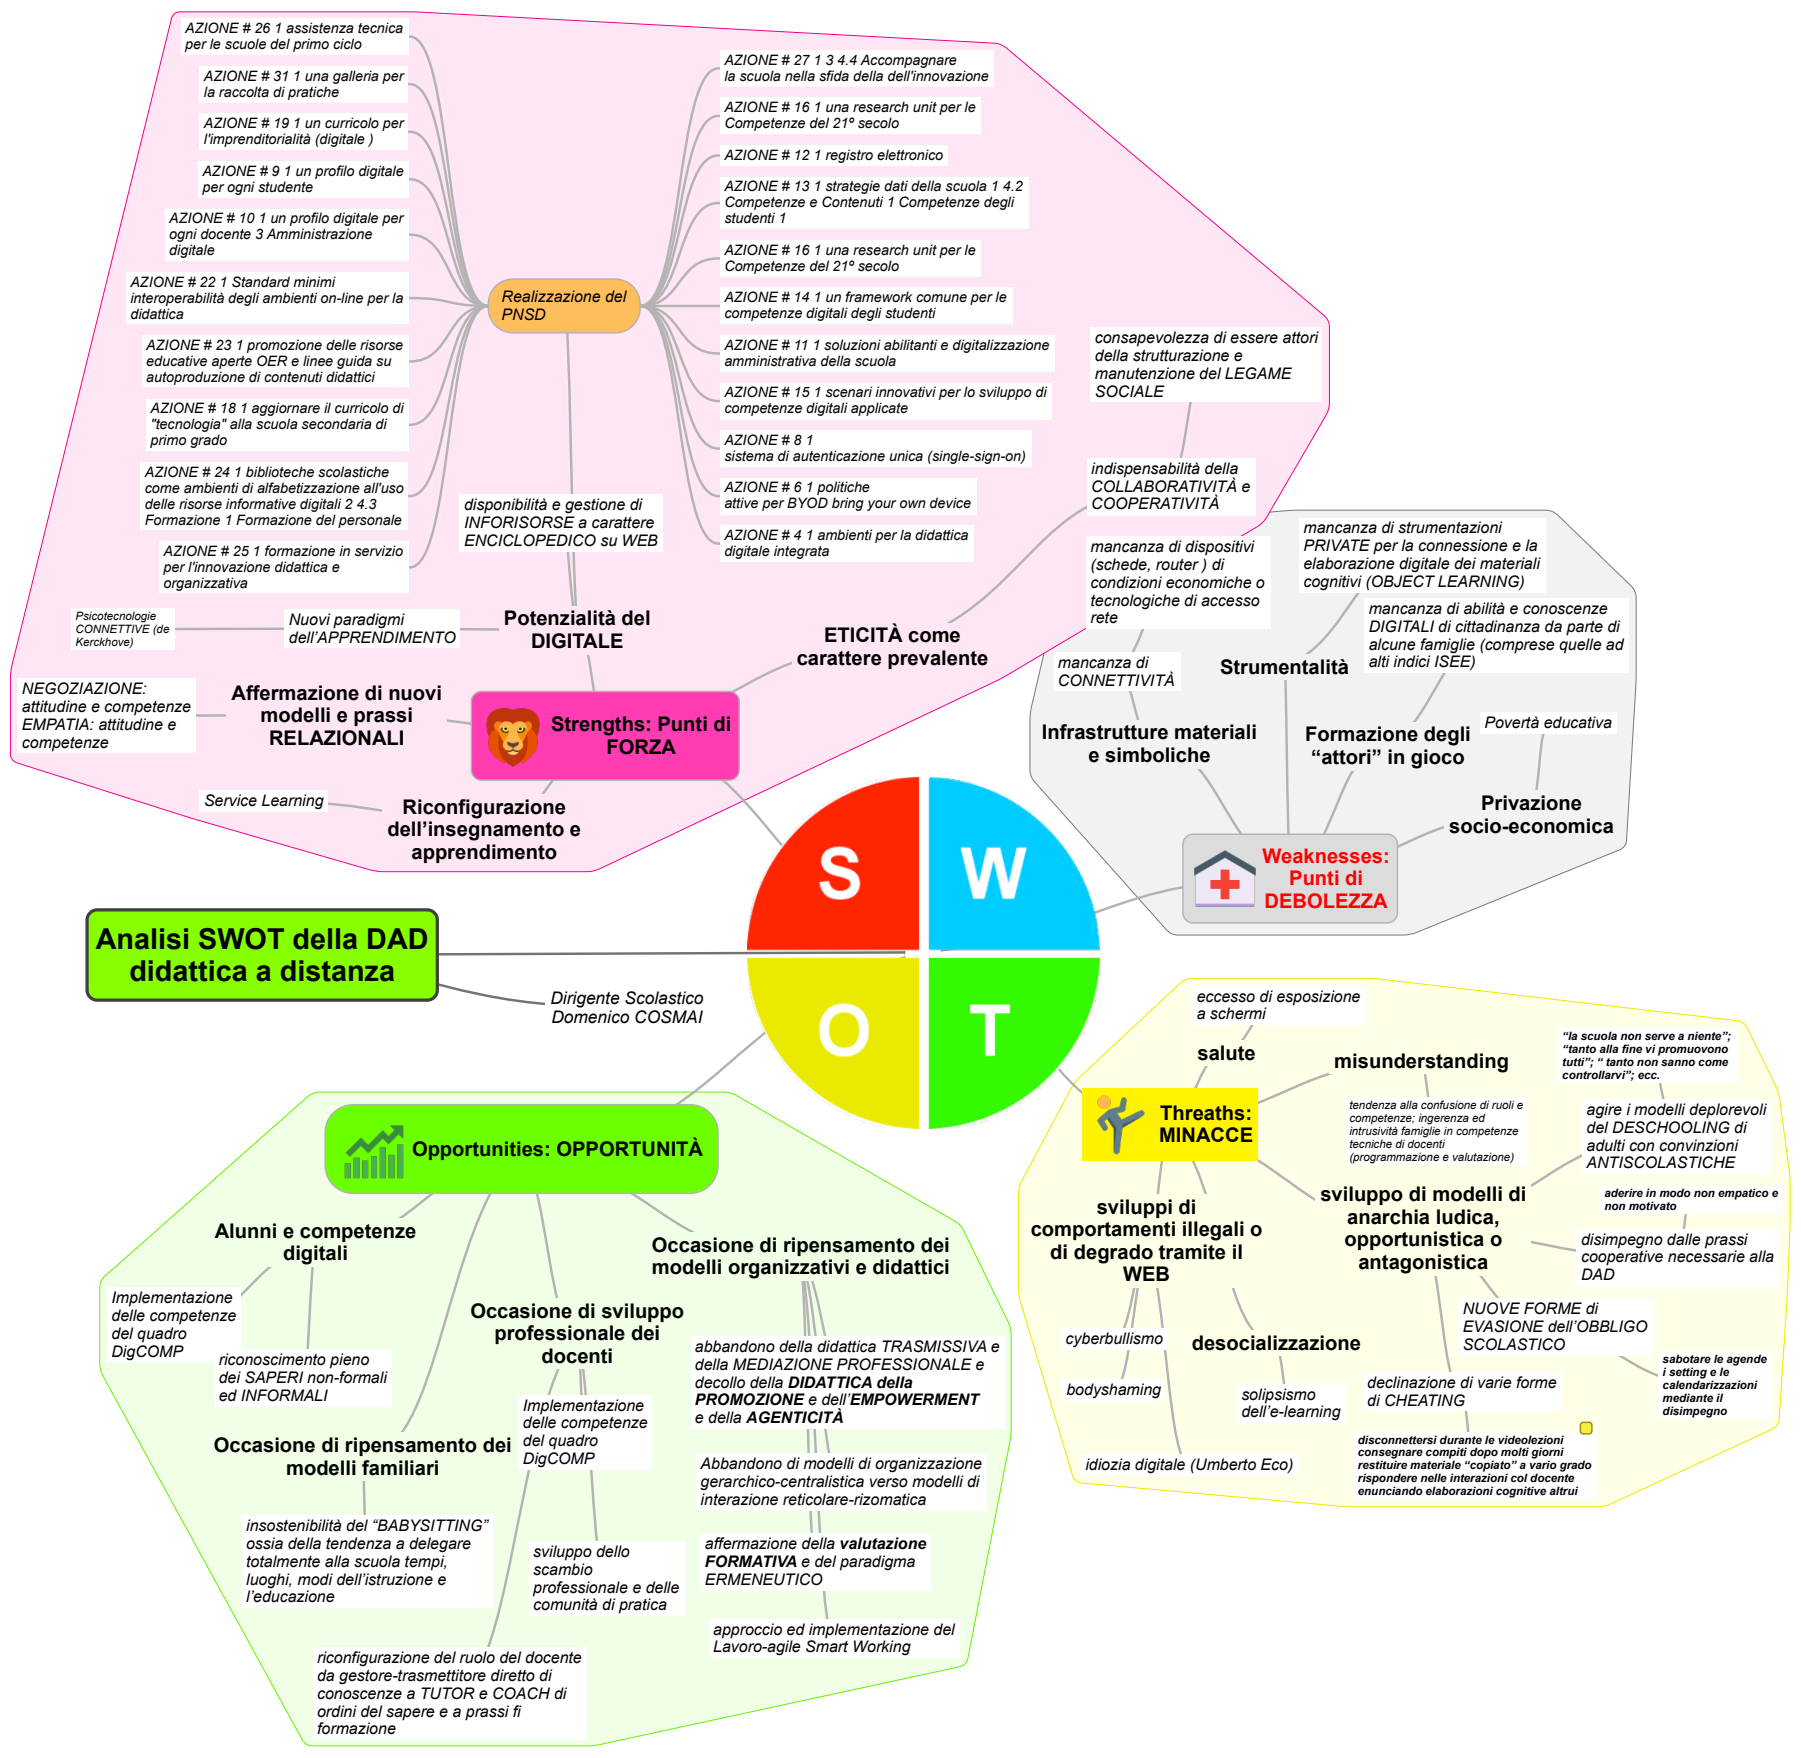 AZIONE # 26 1 assistenza tecnica
per le scuole del primo ciclo
AZIONE # 31 1 una galleria per
la raccolta di pratiche
AZIONE # 19 1 un curricolo per
l'imprenditorialità (digitale )
AZIONE # 9 1 un profilo digitale
per ogni studente
AZIONE # 10 1 un profilo digitale per
ogni docente 3 Amministrazione
digitale
AZIONE # 22 1 Standard minimi
interoperabilità degli ambienti on-line per la
didattica
AZIONE # 23 1 promozione delle risorse
educative aperte OER e linee guida su
autoproduzione di contenuti didattici
AZIONE # 18 1 aggiornare il curricolo di
"tecnologia" alla scuola secondaria di
primo grado
AZIONE # 24 1 biblioteche scolastiche
come ambienti di alfabetizzazione all'uso
delle risorse informative digitali 2 4.3
Formazione 1 Formazione del personale
AZIONE # 25 1 formazione in servizio
per l'innovazione didattica e
organizzativa
Realizzazione del
PNSD
AZIONE # 27 1 3 4.4 Accompagnare
la scuola nella sfida della dell'innovazione
AZIONE # 16 1 una research unit per le
Competenze del 21º secolo
AZIONE # 12 1 registro elettronico
AZIONE # 13 1 strategie dati della scuola 1 4.2
Competenze e Contenuti 1 Competenze degli
studenti 1
AZIONE # 16 1 una research unit per le
Competenze del 21º secolo
AZIONE # 14 1 un framework comune per le
competenze digitali degli studenti
AZIONE # 11 1 soluzioni abilitanti e digitalizzazione
amministrativa della scuola
AZIONE # 15 1 scenari innovativi per lo sviluppo di
competenze digitali applicate
AZIONE # 8 1
sistema di autenticazione unica (single-sign-on)
AZIONE # 6 1 politiche
attive per BYOD bring your own device
AZIONE # 4 1 ambienti per la didattica
digitale integrata
disponibilità e gestione di
INFORISORSE a carattere
ENCICLOPEDICO su WEB
consapevolezza di essere attori
della strutturazione e
manutenzione del LEGAME
SOCIALE
indispensabilità della
COLLABORATIVITÀ e
COOPERATIVITÀ
Psicotecnologie
CONNETTIVE (de
Kerckhove)
Nuovi paradigmi
dell'APPRENDIMENTO
Potenzialità del
DIGITALE
ETICITÀ come
carattere prevalente
NEGOZIAZIONE:
attitudine e competenze
EMPATIA: attitudine e
competenze
Affermazione di nuovi
modelli e prassi
RELAZIONALI
Strengths: Punti di
FORZA
Service Learning
Riconfigurazione
dell'insegnamento e
apprendimento
mancanza di dispositivi
(schede, router ) di
condizioni economiche o
tecnologiche di accesso
rete
mancanza di strumentazioni
PRIVATE per la connessione e la
elaborazione digitale dei materiali
cognitivi (OBJECT LEARNING)
mancanza di abilità e conoscenze
DIGITALI di cittadinanza da parte di
alcune famiglie (comprese quelle ad
alti indici ISEE)
mancanza di
CONNETTIVITÀ
Strumentalità
Infrastrutture materiali
e simboliche
Formazione degli
“attori” in gioco
Povertà educativa
Privazione
socio-economica
Weaknesses:
Punti di
DEBOLEZZA
S
W
O
T
Analisi SWOT della DAD
didattica a distanza
Dirigente Scolastico
Domenico COSMAI
Opportunities: OPPORTUNITÀ
Alunni e competenze
digitali
Implementazione
delle competenze
del quadro
DigCOMP
riconoscimento pieno
dei SAPERI non-formali
ed INFORMALI
Occasione di ripensamento dei
modelli familiari
insostenibilità del “BABYSITTING”
ossia della tendenza a delegare
totalmente alla scuola tempi,
luoghi, modi dell'istruzione e
l'educazione
Occasione di sviluppo
professionale dei
docenti
Implementazione
delle competenze
del quadro
DigCOMP
sviluppo dello
scambio
professionale e delle
comunità di pratica
riconfigurazione del ruolo del docente
da gestore-trasmettitore diretto di
conoscenze a TUTOR e COACH di
ordini del sapere e a prassi fi
formazione
Occasione di ripensamento dei
modelli organizzativi e didattici
abbandono della didattica TRASMISSIVA e
della MEDIAZIONE PROFESSIONALE e
decollo della DIDATTICA della
PROMOZIONE e dell'EMPOWERMENT
e della AGENTICITÀ
Abbandono di modelli di organizzazione
gerarchico-centralistica verso modelli di
interazione reticolare-rizomatica
affermazione della valutazione
FORMATIVA e del paradigma
ERMENEUTICO
approccio ed implementazione del
Lavoro-agile Smart Working
eccesso di esposizione
a schermi
salute
misunderstanding
Threaths:
MINACCE
tendenza alla confusione di ruoli e
competenze; ingerenza ed
intrusività famiglie in competenze
tecniche di docenti
(programmazione e valutazione)
“la scuola non serve a niente”;
“tanto alla fine vi promuovono
tutti”; “ tanto non sanno come
controllarvi”; ecc.
agire i modelli deplorevoli
del DESCHOOLING di
adulti con convinzioni
ANTISCOLASTICHE
aderire in modo non empatico e
non motivato
disimpegno dalle prassi
cooperative necessarie alla
DAD
sviluppo di modelli di
anarchia ludica,
opportunistica o
antagonistica
sviluppi di
comportamenti illegali o
di degrado tramite il
WEB
cyberbullismo
bodyshaming
idiozia digitale (Umberto Eco)
desocializzazione
solipsismo
dell'e-learning
NUOVE FORME di
EVASIONE dell'OBBLIGO
SCOLASTICO
sabotare le agende
i setting e le
calendarizzazioni
mediante il
disimpegno
declinazione di varie forme
di CHEATING
disconnettersi durante le videolezioni
consegnare compiti dopo molti giorni
restituire materiale “copiato” a vario grado
rispondere nelle interazioni col docente
enunciando elaborazioni cognitive altrui